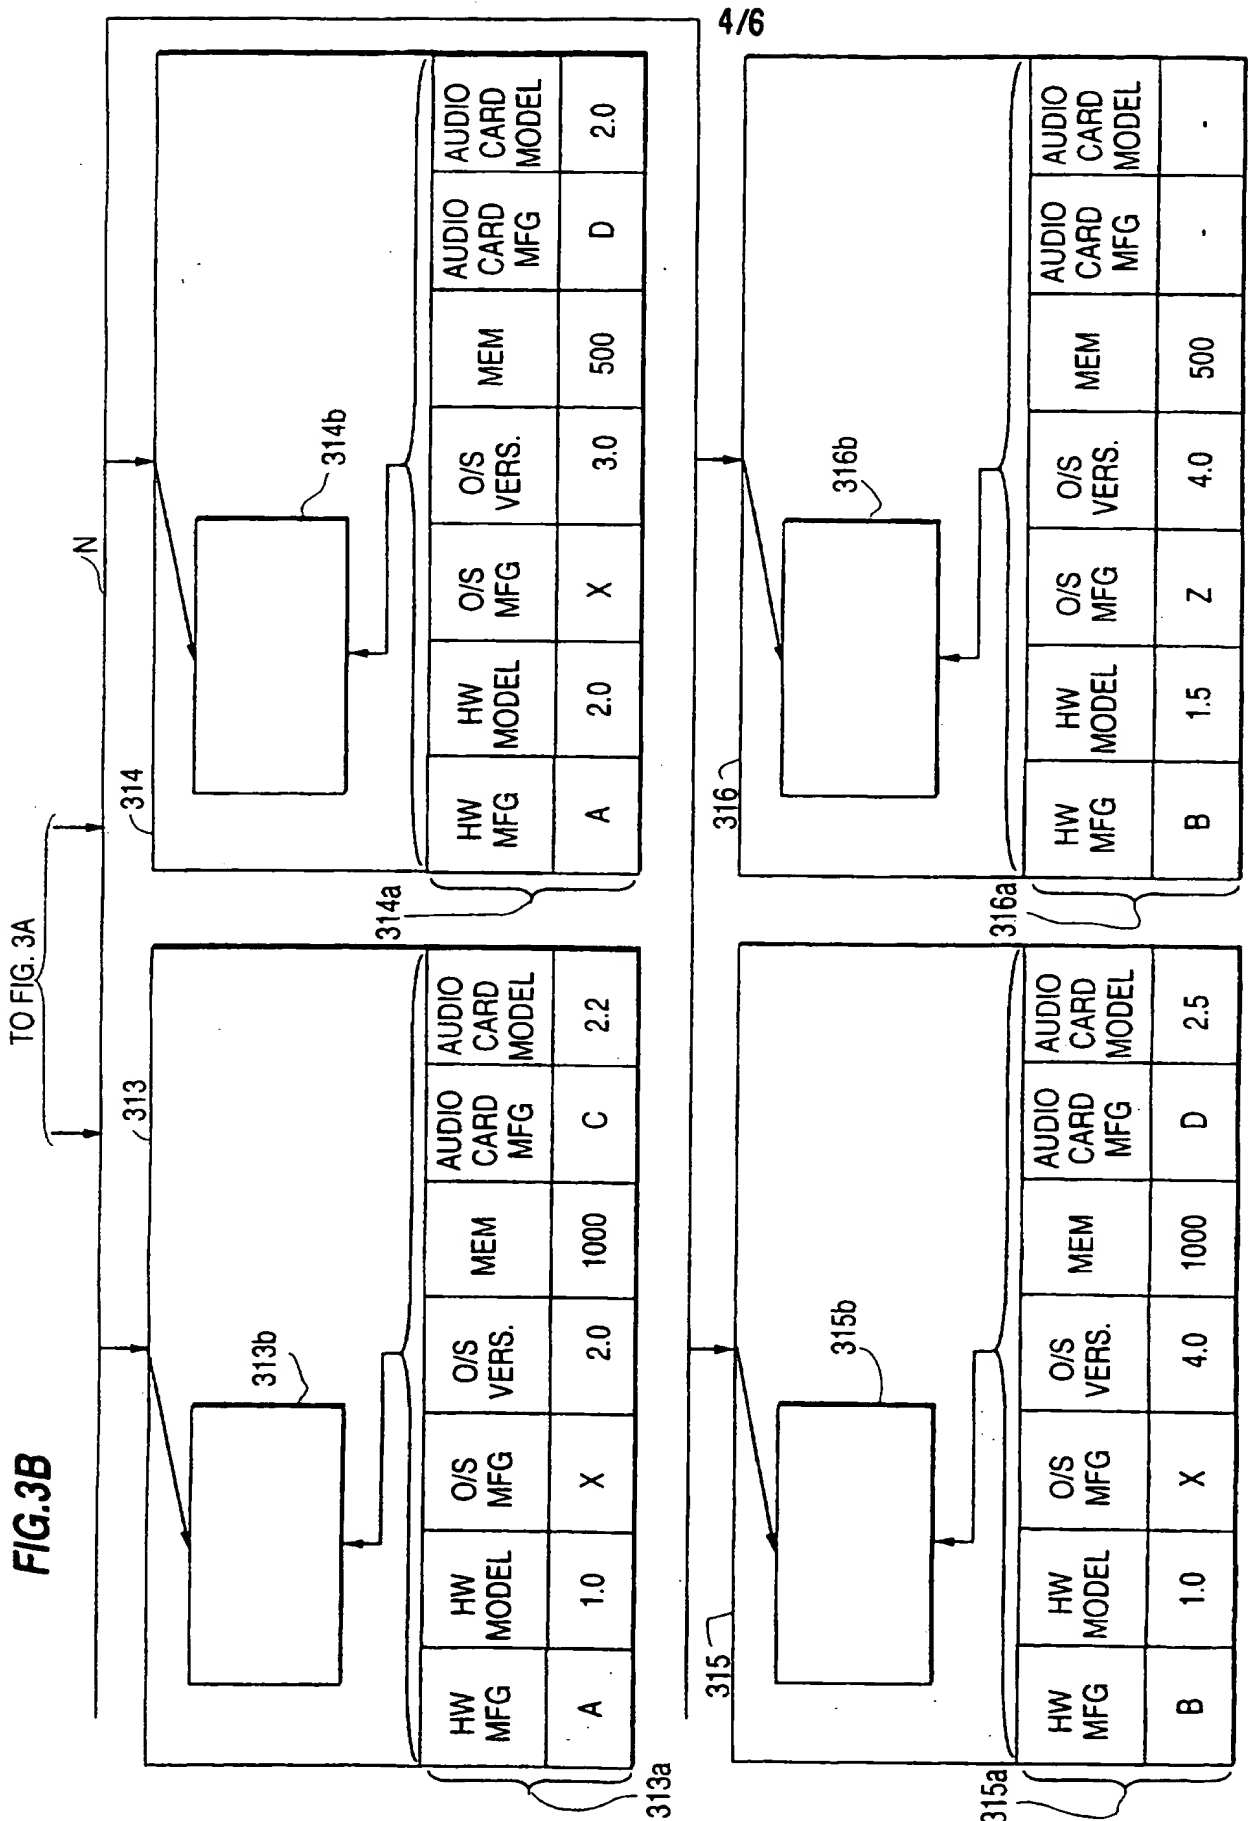 4/6
FIG.3B
TO FIG. 3A
N
313
313b
HW MFG | HW MODEL | O/S MFG | O/S VERS. | MEM | AUDIO CARD MFG | AUDIO CARD MODEL
A | 1.0 | X | 2.0 | 1000 | C | 2.2
313a
314
314b
HW MFG | HW MODEL | O/S MFG | O/S VERS. | MEM | AUDIO CARD MFG | AUDIO CARD MODEL
A | 2.0 | X | 3.0 | 500 | D | 2.0
314a
315
315b
HW MFG | HW MODEL | O/S MFG | O/S VERS. | MEM | AUDIO CARD MFG | AUDIO CARD MODEL
B | 1.0 | X | 4.0 | 1000 | D | 2.5
315a
316
316b
HW MFG | HW MODEL | O/S MFG | O/S VERS. | MEM | AUDIO CARD MFG | AUDIO CARD MODEL
B | 1.5 | Z | 4.0 | 500 | - | -
316a